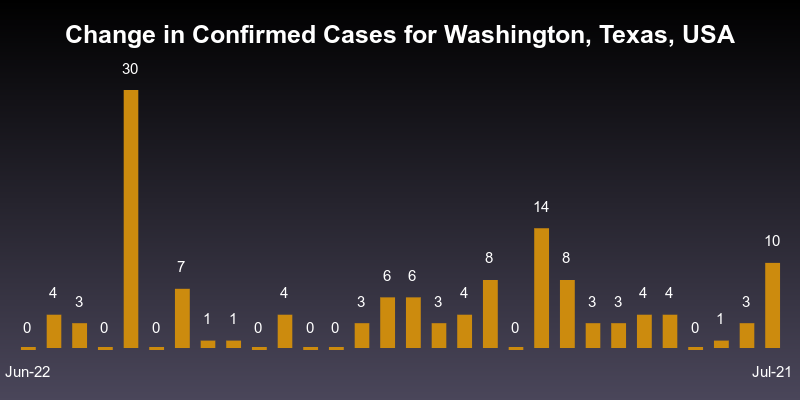 Change in Confirmed Cases for Washington, Texas, USA
0 4 3 0 30 0 7 1 1 0 4 0 0 3 6 6 3 4 8 0 14 8 3 3 4 4 0 1 3 10
Jun-22 Jul-21